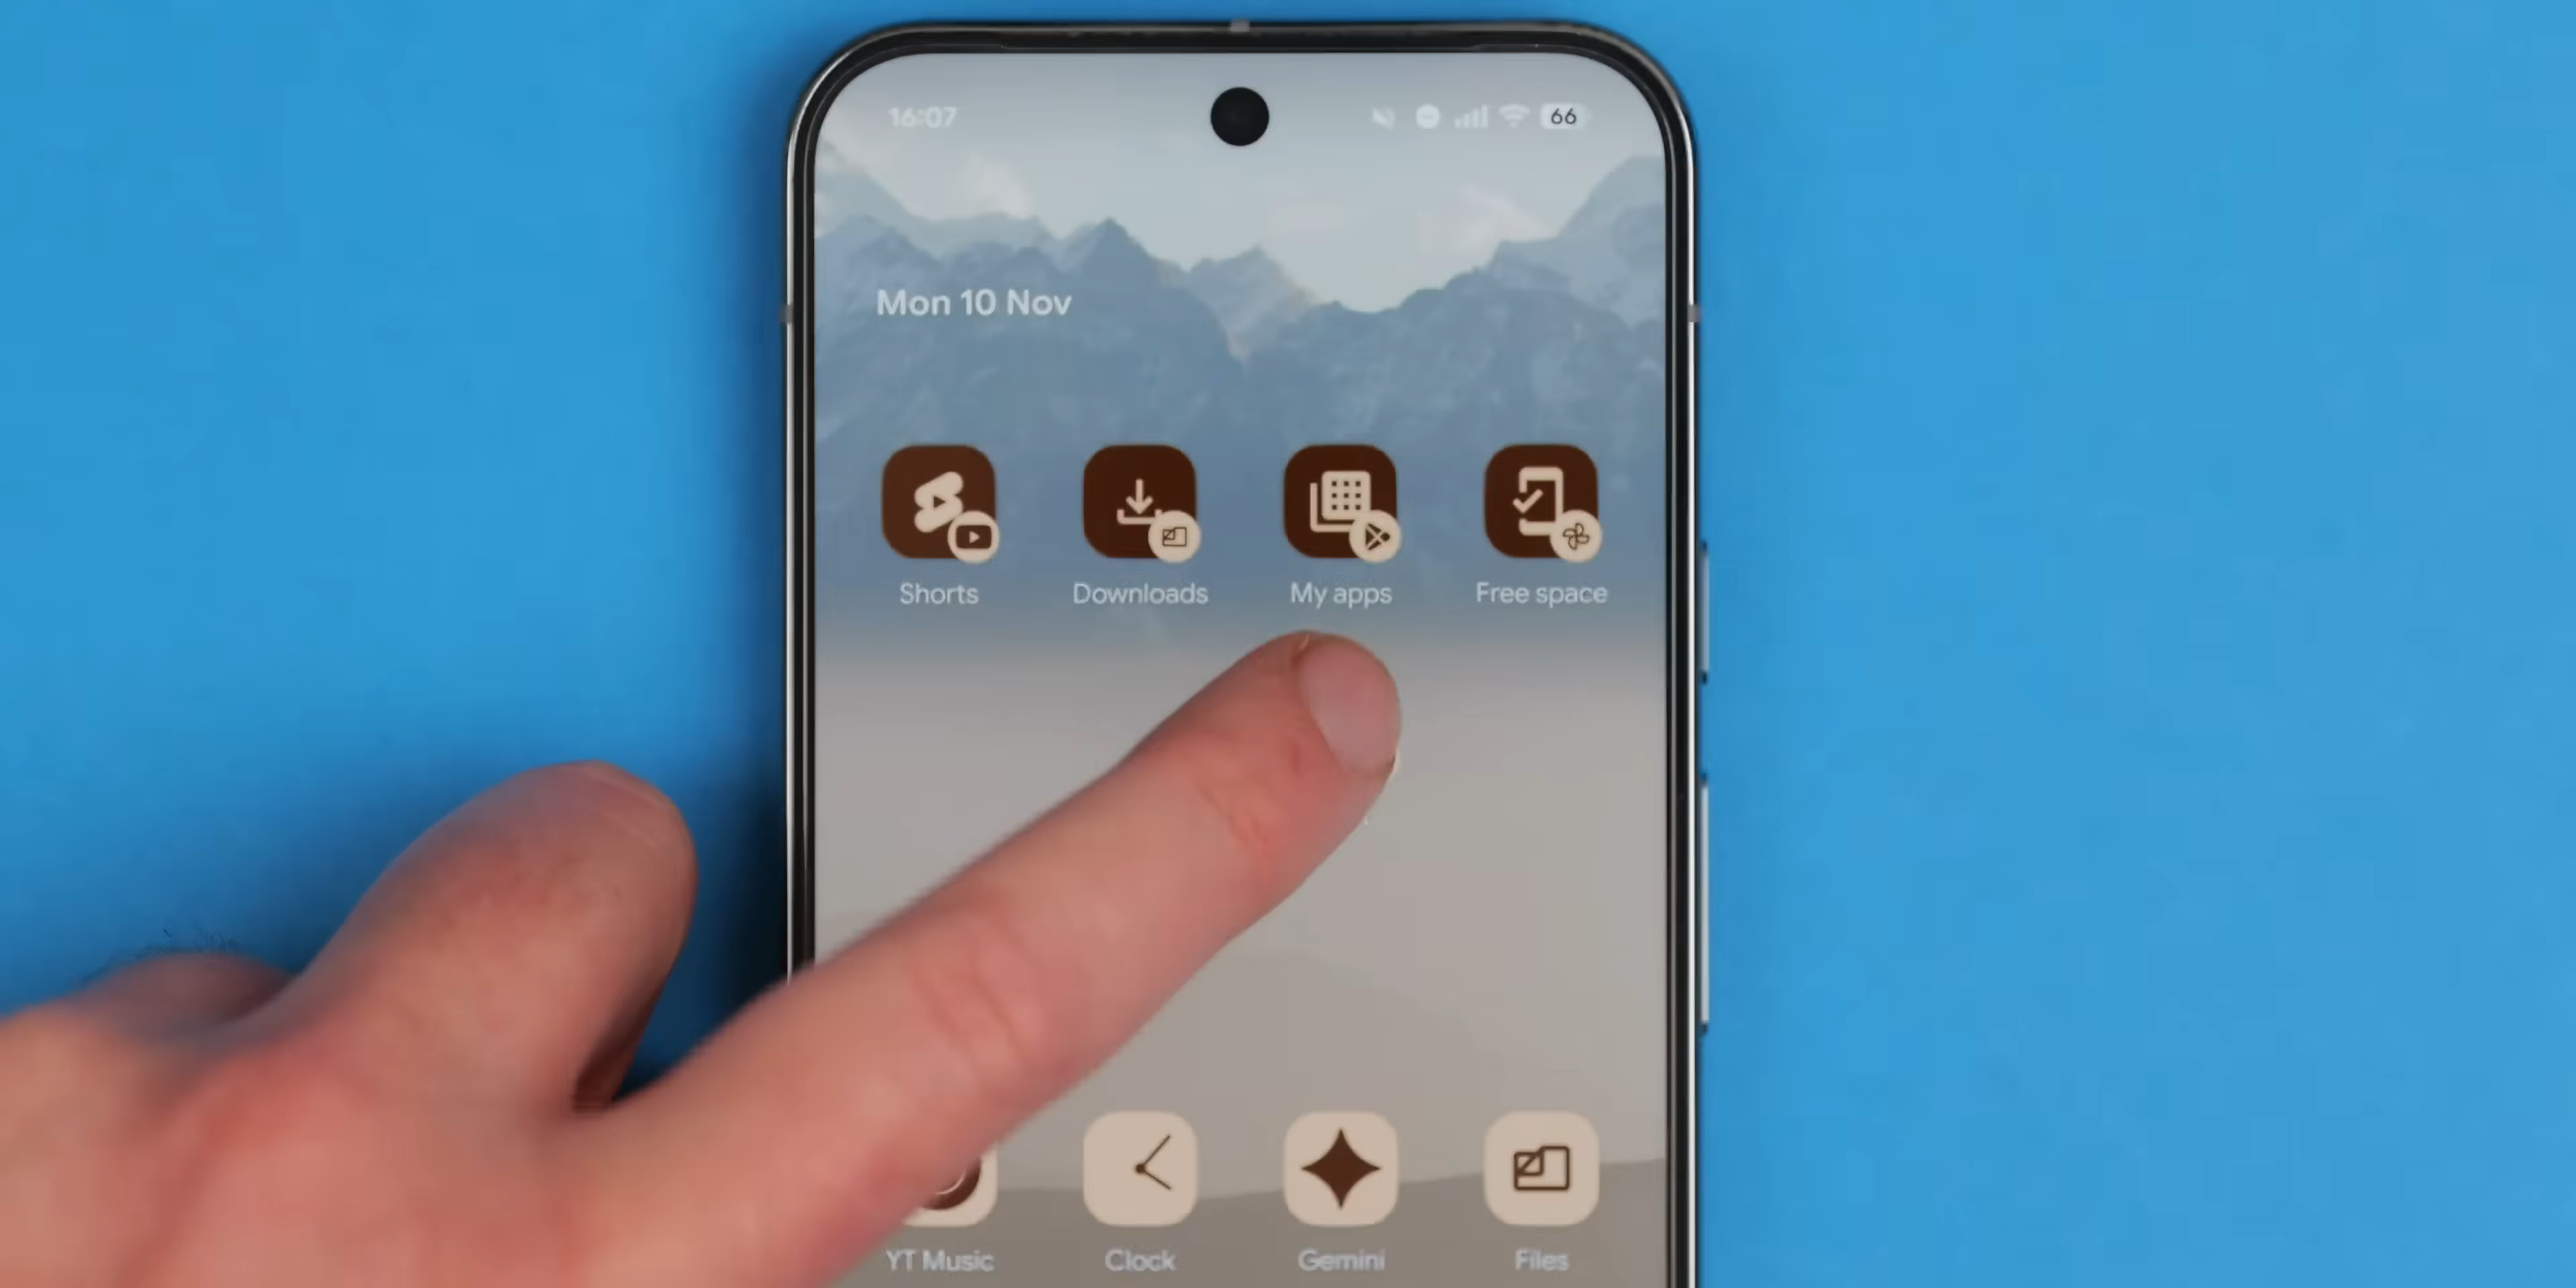 16:07
66
Mon 10 Nov
Shorts
Downloads
My apps
Free space
YT Music
Clock
Gemini
Files